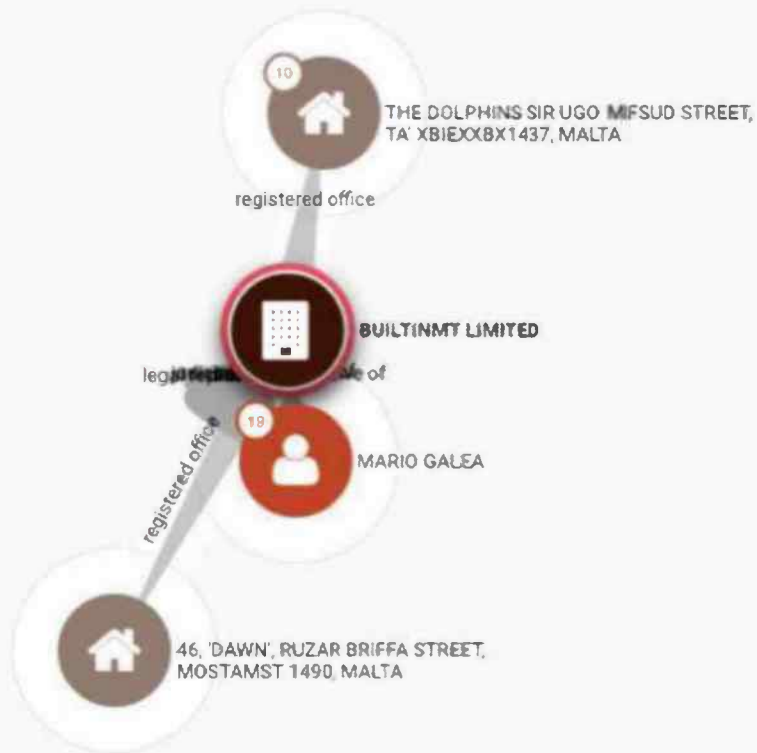 10
THE DOLPHINS SIR UGO MIFSUD STREET,
TA' XBIEXXBX1437, MALTA
registered office
BUILTINMT LIMITED
of
19
MARIO GALEA
registered office
46, 'DAWN', RUZAR BRIFFA STREET,
MOSTAMST 1490, MALTA